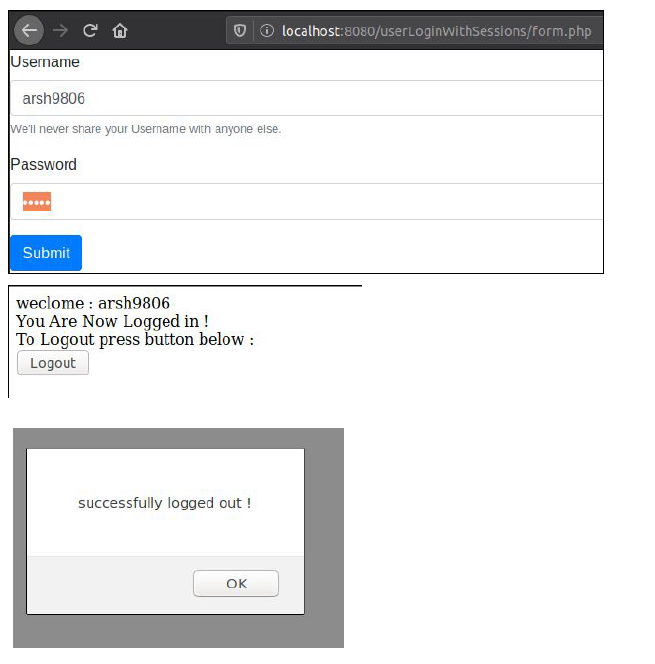 localhost:8080/userLoginWithSessions/form.php
Username
arsh9806
We'll never share your Username with anyone else.
Password
•••••
Submit
weclome : arsh9806
You Are Now Logged in !
To Logout press button below :
Logout
successfully logged out !
OK